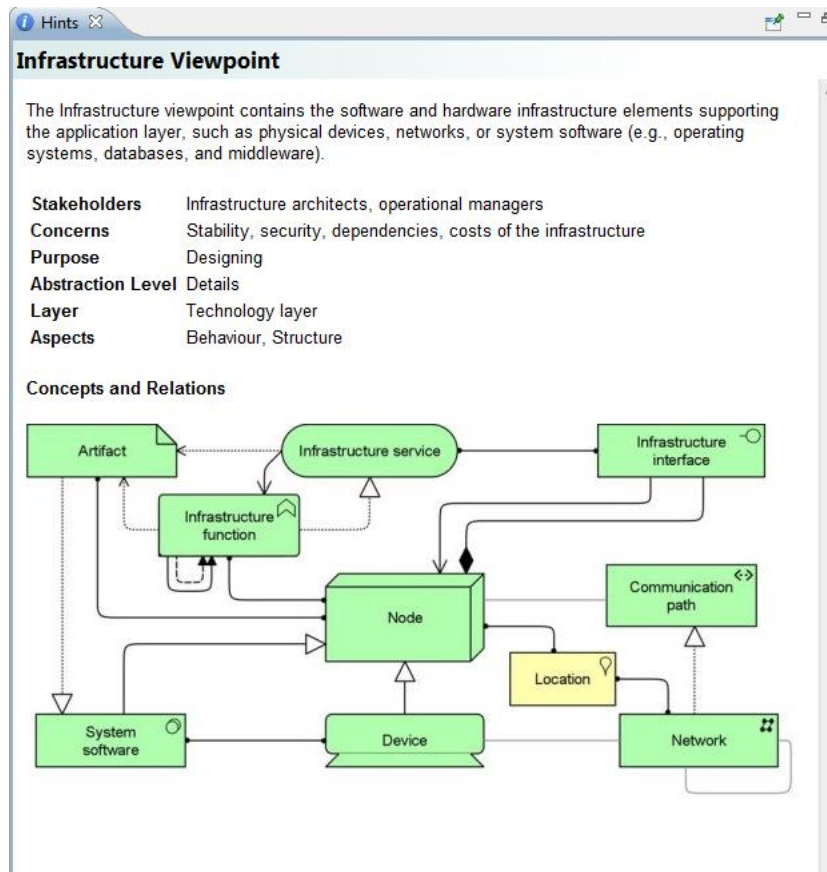 Hints
Infrastructure Viewpoint
The Infrastructure viewpoint contains the software and hardware infrastructure elements supporting
the application layer, such as physical devices, networks, or system software (e.g., operating
systems, databases, and middleware).
Stakeholders Infrastructure architects, operational managers
Concerns Stability, security, dependencies, costs of the infrastructure
Purpose Designing
Abstraction Level Details
Layer Technology layer
Aspects Behaviour, Structure
Concepts and Relations
Artifact
Infrastructure service
Infrastructure
interface
Infrastructure
function
Node
Communication
path
Location
System
software
Device
Network